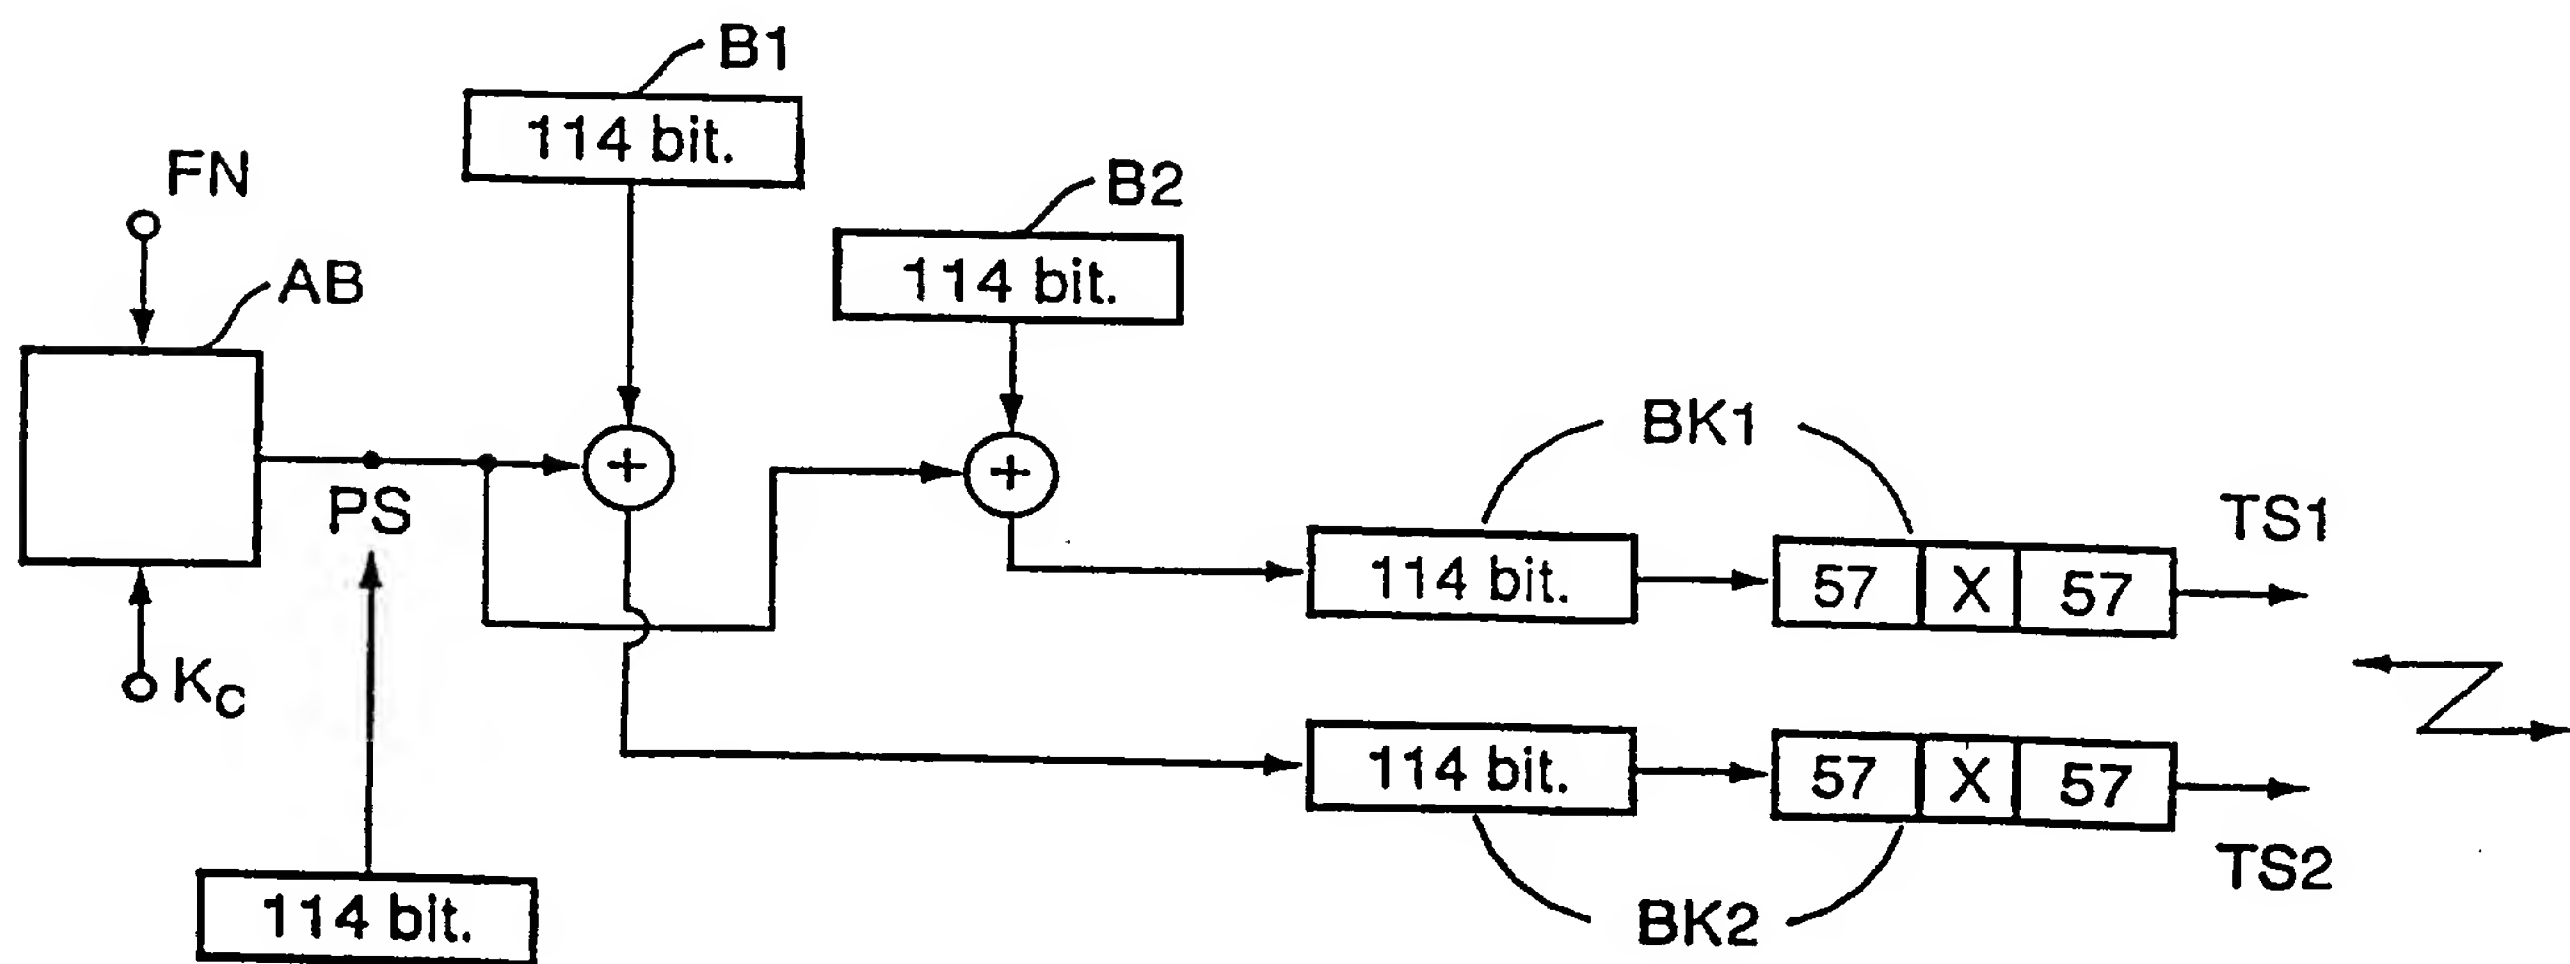 B1
114 bit.
FN
B2
AB
114 bit.
+
+
BK1
PS
TS1
114 bit.
57 X 57
KC
114 bit.
57 X 57
TS2
114 bit.
BK2